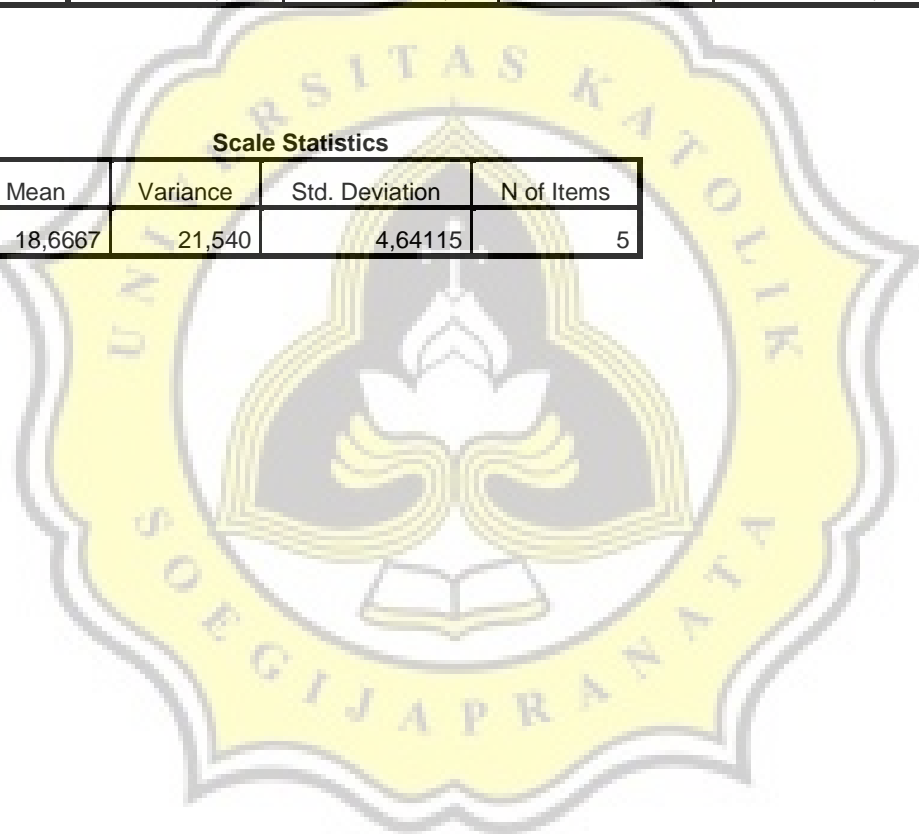 UNIVERSITAS KATOLIK
SOEGIJAPRANATA
Scale Statistics
Mean Variance Std. Deviation N of Items
18,6667 21,540 4,64115 5